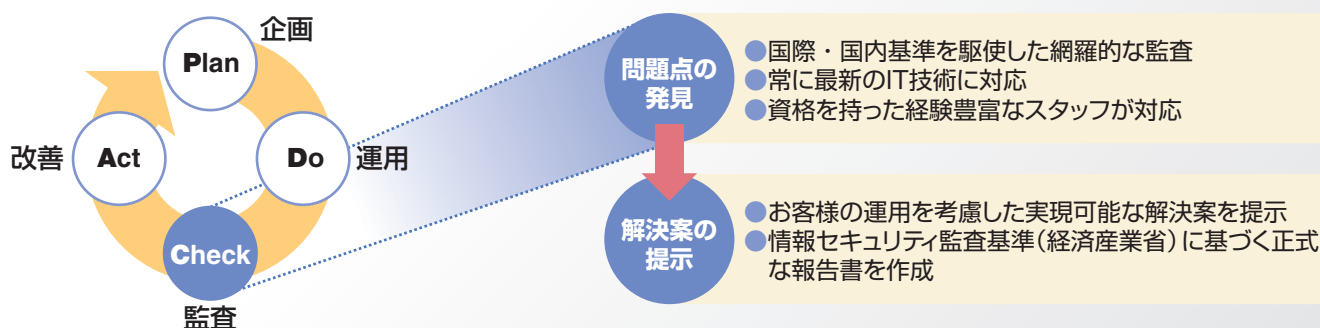 企画
Plan
改善
Act
Do
運用
Check
監査
問題点の
発見
●国際・国内基準を駆使した網羅的な監査
●常に最新のIT技術に対応
●資格を持った経験豊富なスタッフが対応
解決案の
提示
●お客様の運用を考慮した実現可能な解決案を提示
●情報セキュリティ監査基準(経済産業省)に基づく正式
な報告書を作成